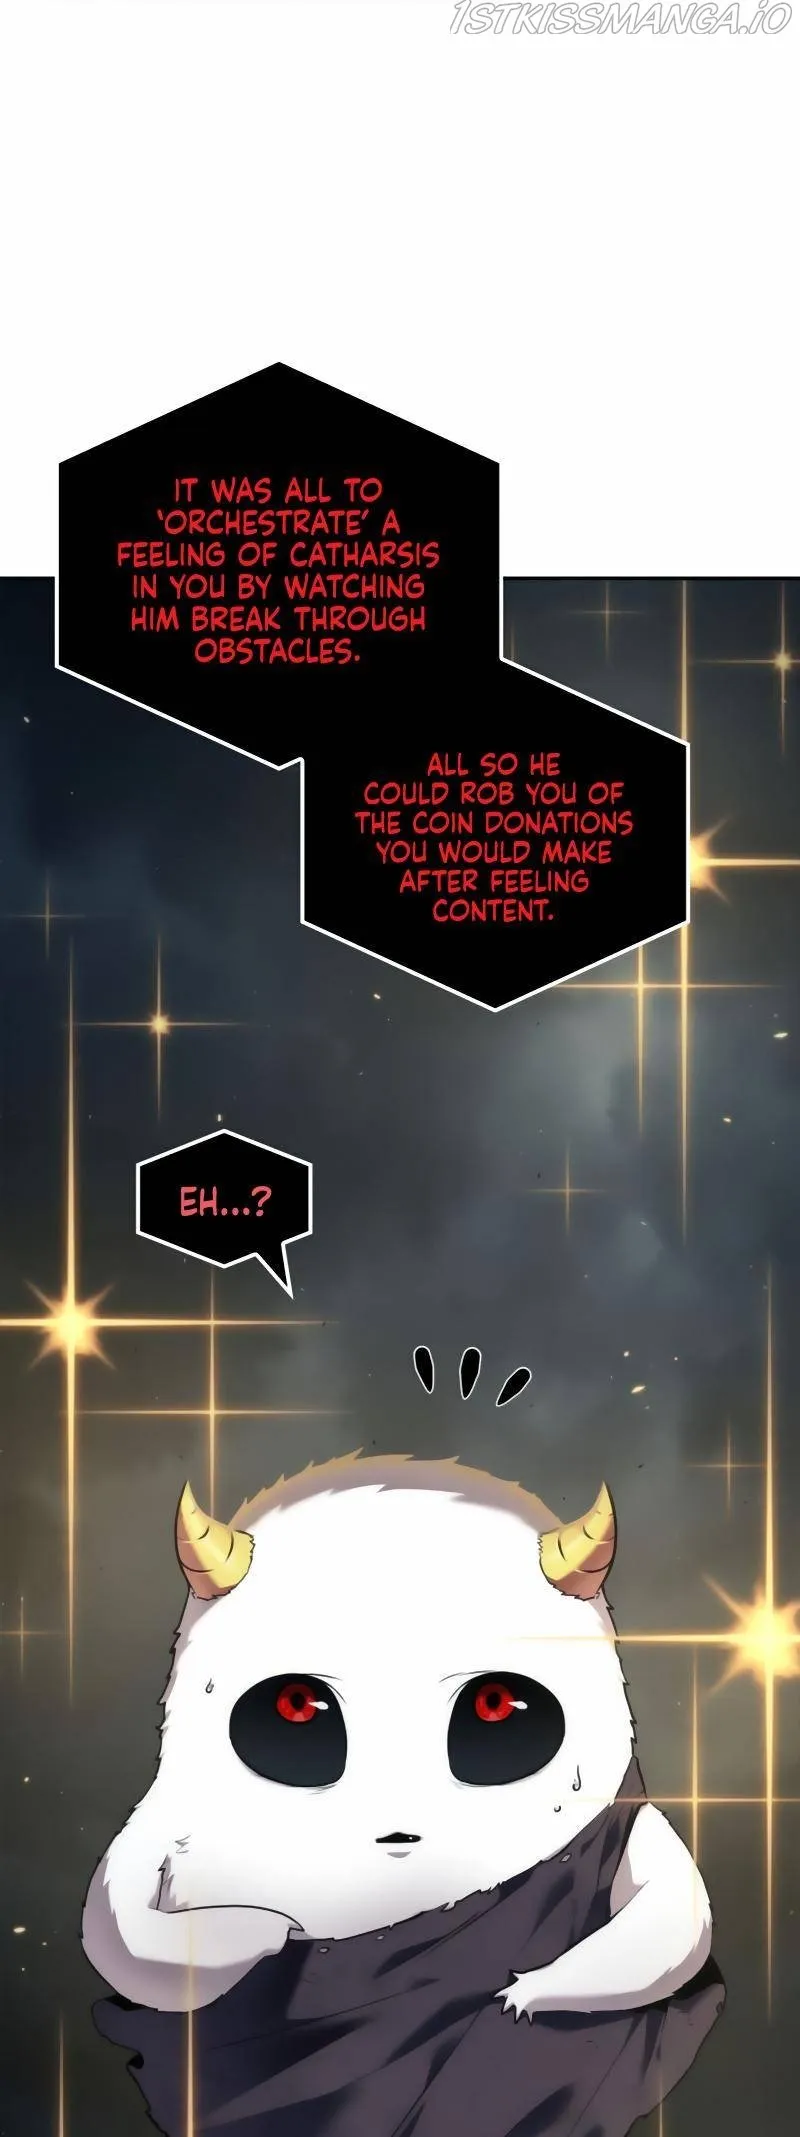 1STKISSMANGA.IO
IT WAS ALL TO
'ORCHESTRATE' A
FEELING OF CATHARSIS
IN YOU BY WATCHING
HIM BREAK THROUGH
OBSTACLES.
ALL SO HE
COULD ROB YOU OF
THE COIN DONATIONS
YOU WOULD MAKE
AFTER FEELING
CONTENT.
EH...?